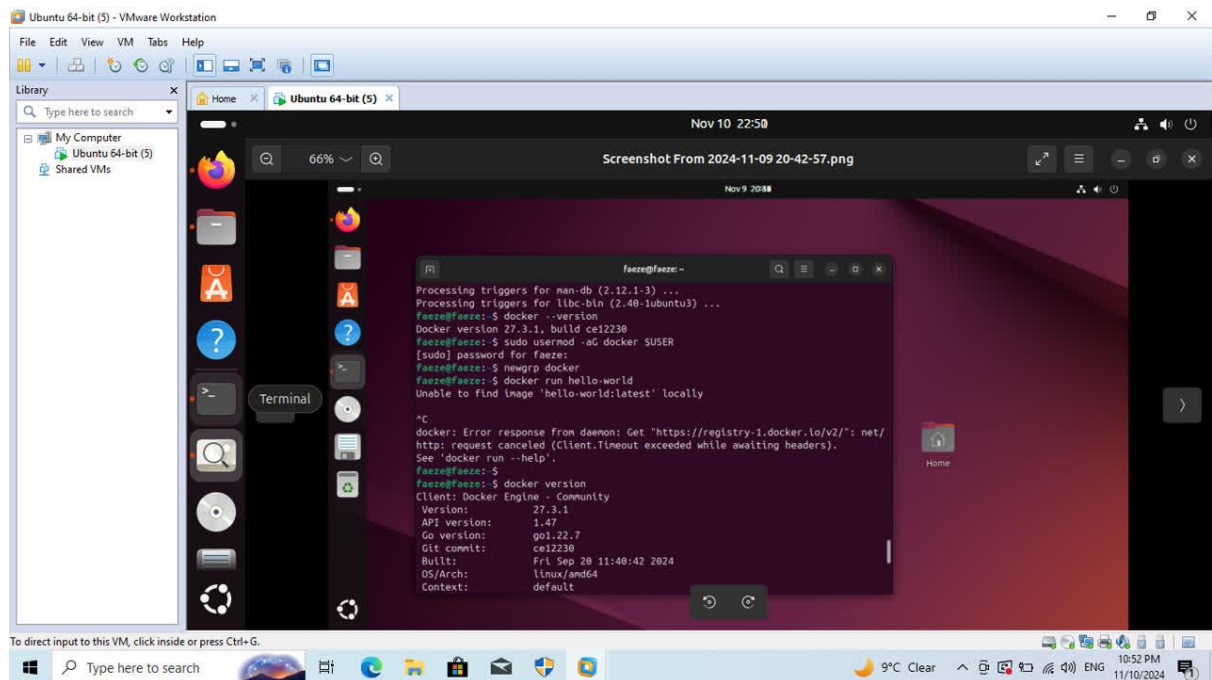 Ubuntu 64-bit (5) - VMware Workstation
File Edit View VM Tabs Help
Library
Home
Ubuntu 64-bit (5)
Type here to search
My Computer
Ubuntu 64-bit (5)
Shared VMs
Nov 10 22:50
66%
Screenshot From 2024-11-09 20-42-57.png
Nov 9
faeze@faeze: ~
Processing triggers for man-db (2.12.1-3) ...
Processing triggers for libc-bin (2.40-1ubuntu3) ...
faeze@faeze:~$ docker --version
Docker version 27.3.1, build ce12230
faeze@faeze:~$ sudo usermod -aG docker $USER
[sudo] password for faeze:
faeze@faeze:~$ newgrp docker
faeze@faeze:~$ docker run hello-world
Unable to find image 'hello-world:latest' locally
^C
docker: Error response from daemon: Get "https://registry-1.docker.io/v2/": net/
http: request canceled (Client.Timeout exceeded while awaiting headers).
See 'docker run --help'.
faeze@faeze:~$
faeze@faeze:~$ docker version
Client: Docker Engine - Community
Version: 27.3.1
API version: 1.47
Go version: go1.22.7
Git commit: ce12230
Built: Fri Sep 20 11:40:42 2024
OS/Arch: linux/amd64
Context: default
Terminal
Home
To direct input to this VM, click inside or press Ctrl+G.
Type here to search
9°C Clear
ENG
10:52 PM
11/10/2024